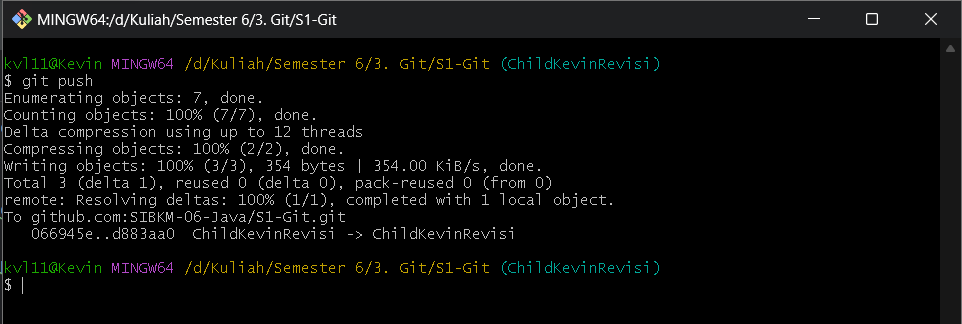 MINGW64:/d/Kuliah/Semester 6/3. Git/S1-Git
kvl11@Kevin MINGW64 /d/Kuliah/Semester 6/3. Git/S1-Git (ChildKevinRevisi)
$ git push
Enumerating objects: 7, done.
Counting objects: 100% (7/7), done.
Delta compression using up to 12 threads
Compressing objects: 100% (2/2), done.
Writing objects: 100% (3/3), 354 bytes | 354.00 KiB/s, done.
Total 3 (delta 1), reused 0 (delta 0), pack-reused 0 (from 0)
remote: Resolving deltas: 100% (1/1), completed with 1 local object.
To github.com:SIBKM-06-Java/S1-Git.git
   066945e..d883aa0  ChildKevinRevisi -> ChildKevinRevisi
kvl11@Kevin MINGW64 /d/Kuliah/Semester 6/3. Git/S1-Git (ChildKevinRevisi)
$